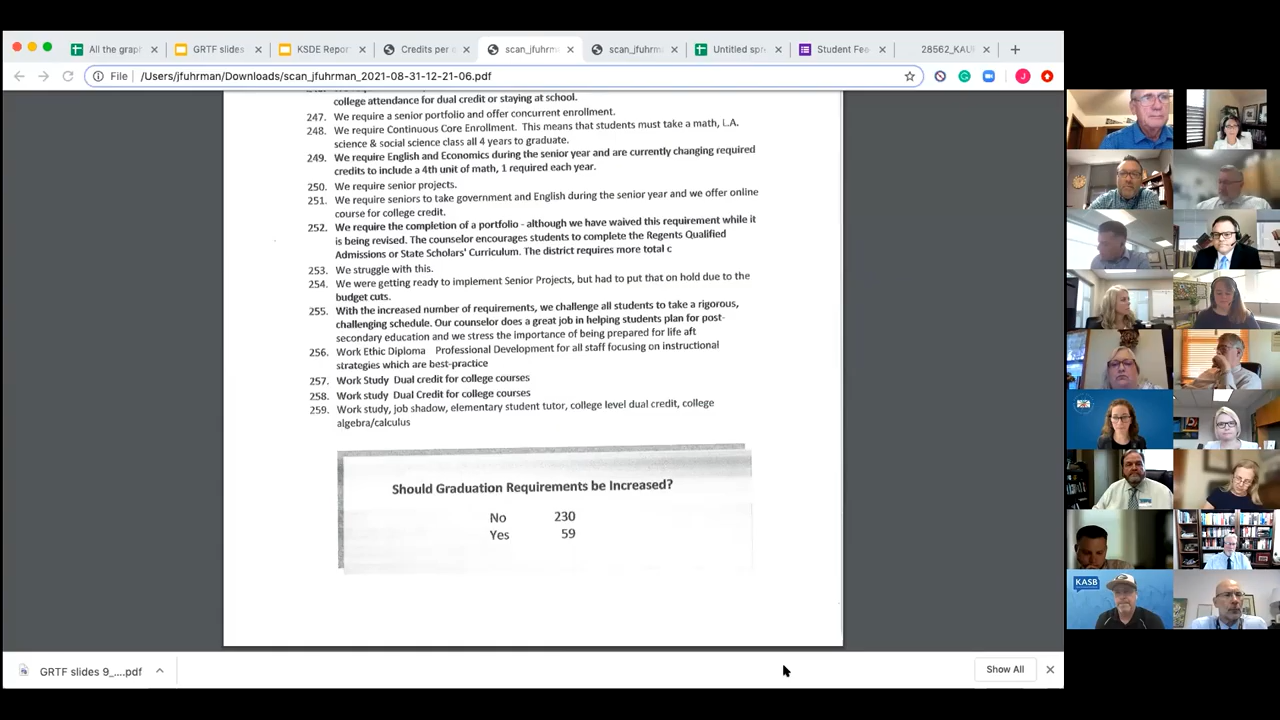 All the grap
GRTF slides
KSDE Repor
Credits per
scan_jfuhrm
scan_jfuhrm
Untitled spr
Student Fee
28562_KAU
File
/Users/jfuhrman/Downloads/scan_jfuhrman_2021-08-31-12-21-06.pdf
J
college attendance for dual credit or staying at school.
247. We require a senior portfolio and offer concurrent enrollment.
248. We require Continuous Core Enrollment. This means that students must take a math, L.A.
science & social science class all 4 years to graduate.
249. We require English and Economics during the senior year and are currently changing required
credits to include a 4th unit of math, 1 required each year.
250. We require senior projects.
251. We require seniors to take government and English during the senior year and we offer online
course for college credit.
252. We require the completion of a portfolio - although we have waived this requirement while it
is being revised. The counselor encourages students to complete the Regents Qualified
Admissions or State Scholars' Curriculum. The district requires more total c
253. We struggle with this.
254. We were getting ready to implement Senior Projects, but had to put that on hold due to the
budget cuts.
255. With the increased number of requirements, we challenge all students to take a rigorous,
challenging schedule. Our counselor does a great job in helping students plan for post-
secondary education and we stress the importance of being prepared for life aft
256. Work Ethic Diploma Professional Development for all staff focusing on instructional
strategies which are best-practice
257. Work Study Dual credit for college courses
258. Work study Dual Credit for college courses
259. Work study, job shadow, elementary student tutor, college level dual credit, college
algebra/calculus
Should Graduation Requirements be Increased?
No 230
Yes 59
GRTF slides 9_....pdf
Show All
KASB